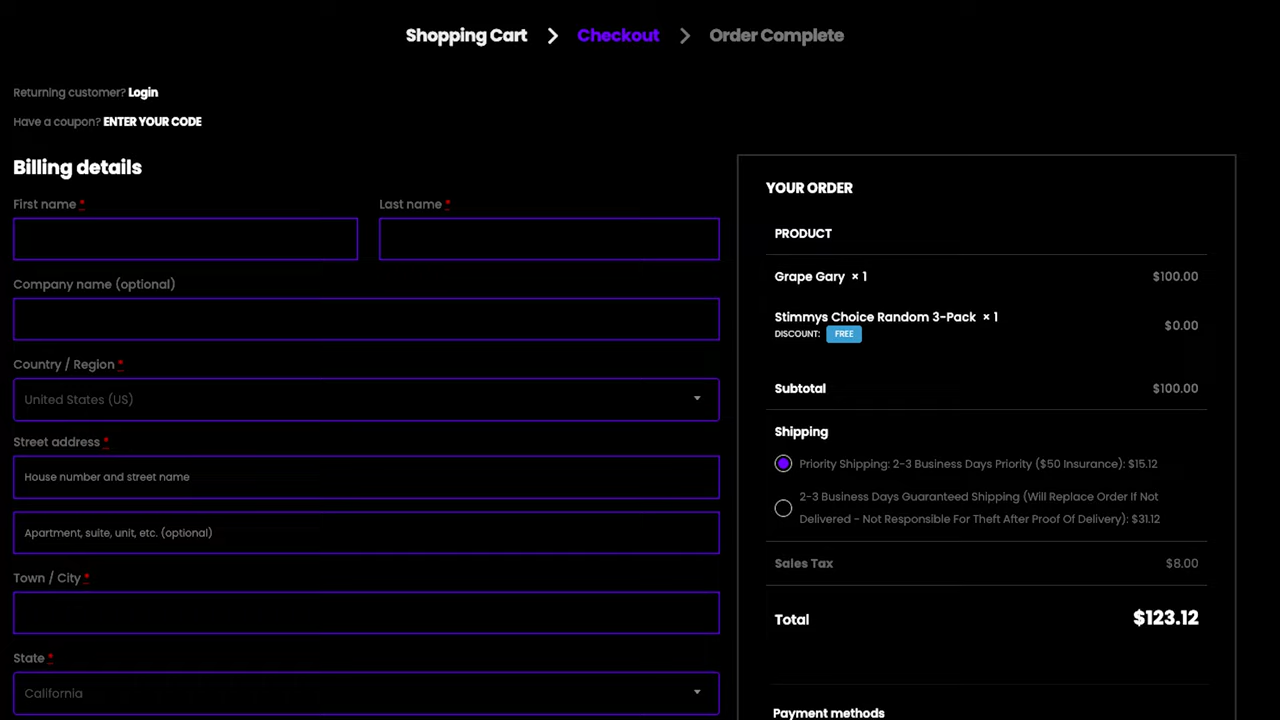 Shopping Cart > Checkout > Order Complete
Returning customer? Login
Have a coupon? ENTER YOUR CODE
Billing details
First name *
Last name *
Company name (optional)
Country / Region *
United States (US)
Street address *
House number and street name
Apartment, suite, unit, etc. (optional)
Town / City *
State *
California
YOUR ORDER
PRODUCT
Grape Gary × 1 $100.00
Stimmys Choice Random 3-Pack × 1
DISCOUNT: FREE
$0.00
Subtotal $100.00
Shipping
Priority Shipping: 2-3 Business Days Priority ($50 Insurance): $15.12
2-3 Business Days Guaranteed Shipping (Will Replace Order If Not
Delivered - Not Responsible For Theft After Proof Of Delivery): $31.12
Sales Tax $8.00
Total $123.12
Payment methods